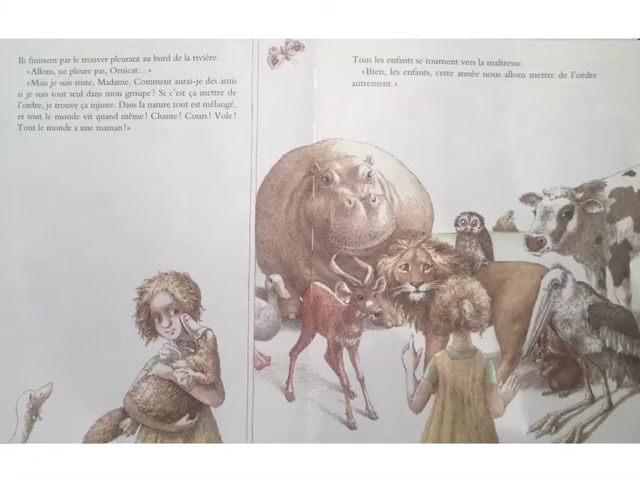 Ils finissent par le trouver pleurant au bord de la rivière.
«Allons, ne pleure pas, Ornicar...»
«Mais je suis triste, Madame. Comment aurai-je des amis
si je suis tout seul dans mon groupe? Si c'est ça mettre de
l'ordre, je trouve ça injuste. Dans la nature tout est mélangé,
et tout le monde vit quand même! Chante! Cours! Vole!
Tout le monde a une maman!»
Tous les enfants se tournent vers la maîtresse.
«Bien, les enfants, cette année nous allons mettre de l'ordre
autrement.»